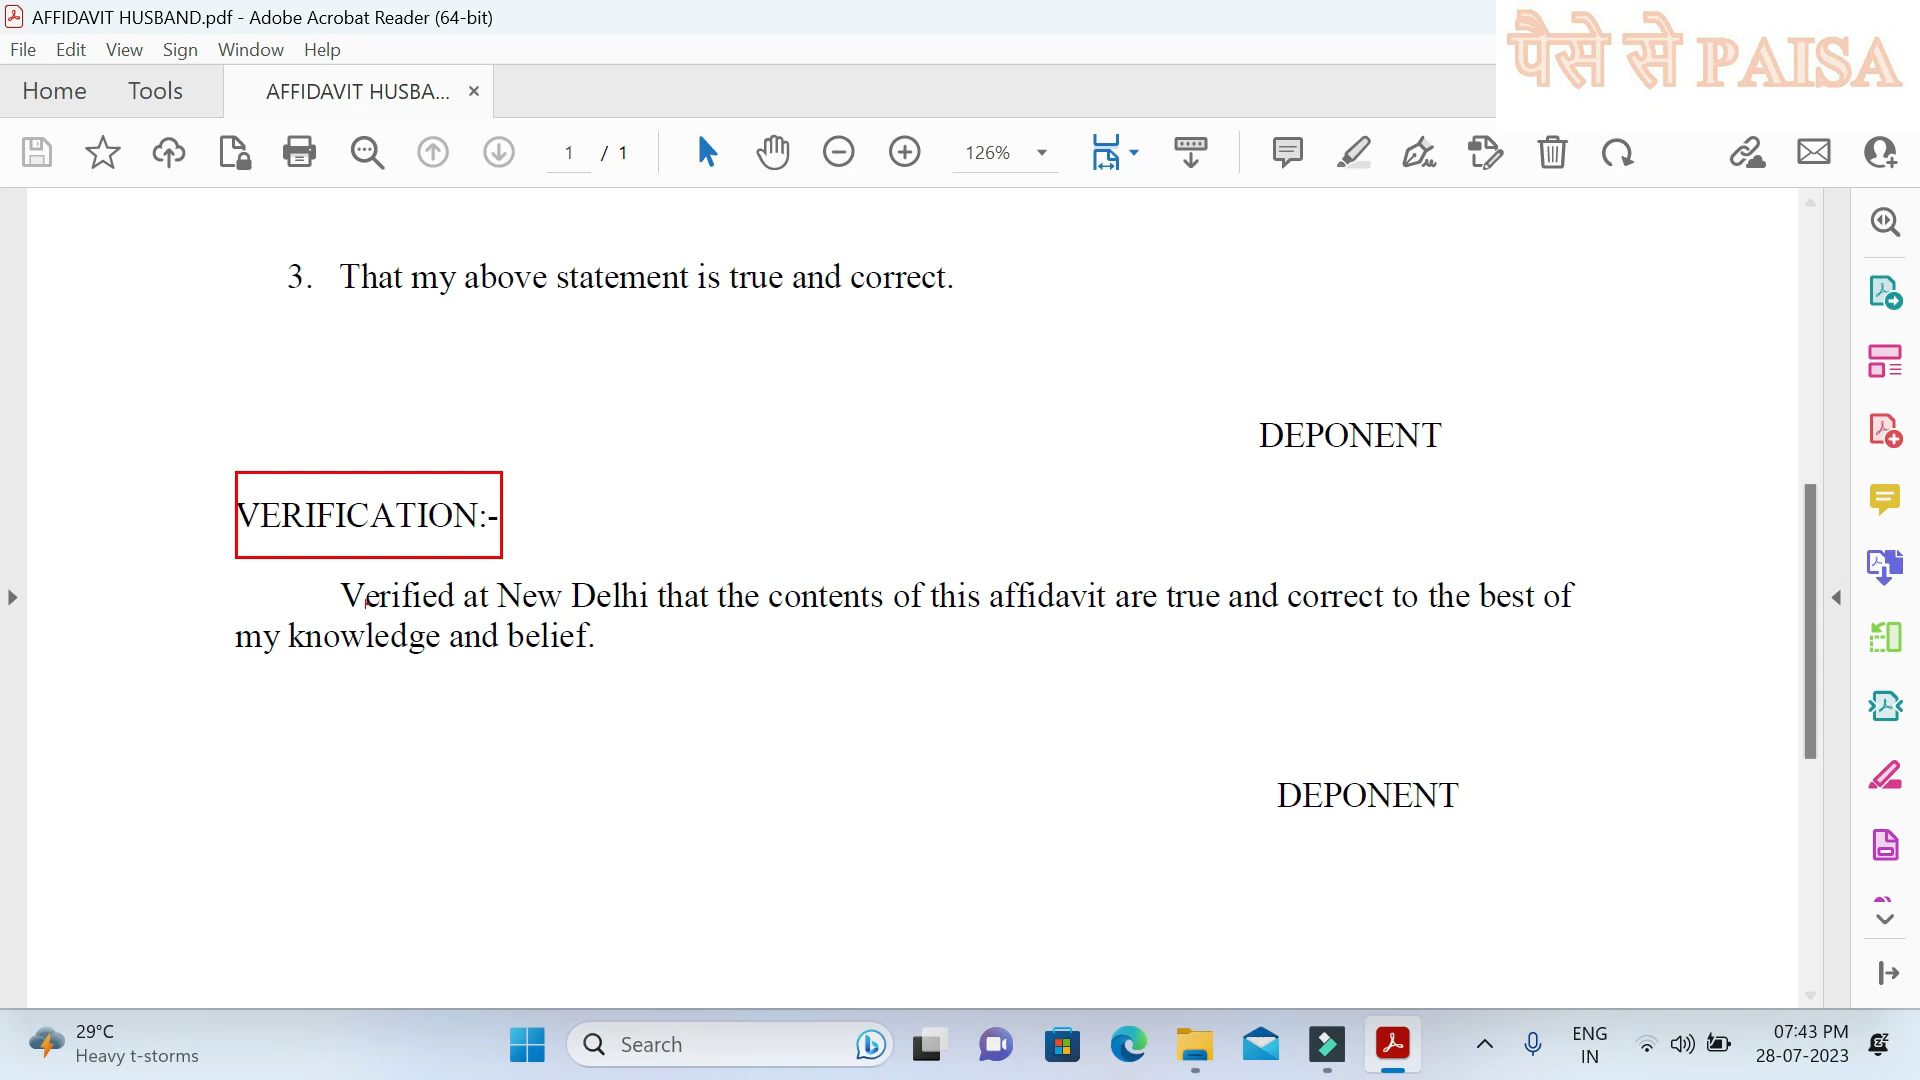 AFFIDAVIT HUSBAND.pdf - Adobe Acrobat Reader (64-bit)
पैसे से PAISA
File Edit View Sign Window Help
Home Tools AFFIDAVIT HUSBA... ×
1 / 1 126%
3. That my above statement is true and correct.
DEPONENT
VERIFICATION:-
Verified at New Delhi that the contents of this affidavit are true and correct to the best of
my knowledge and belief.
DEPONENT
29°C
Heavy t-storms
Search
ENG
IN
07:43 PM
28-07-2023